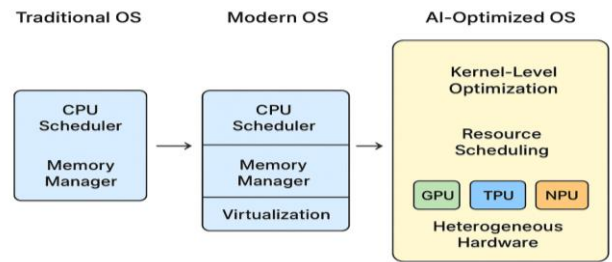 Traditional OS
CPU
Scheduler
Memory
Manager
Modern OS
CPU
Scheduler
Memory
Manager
Virtualization
AI-Optimized OS
Kernel-Level
Optimization
Resource
Scheduling
GPU
TPU
NPU
Heterogeneous
Hardware